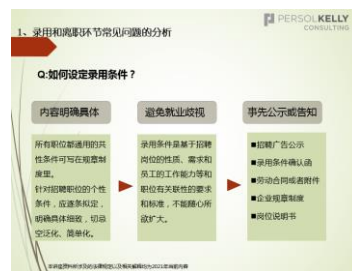 PERSOLKELLY
CONSULTING
1、录用和离职环节常见问题的分析
Q:如何设定录用条件？
内容明确具体
避免就业歧视
事先公示或告知
所有职位都通用的共
性条件可写在规章制
度里。
针对招聘职位的个性
条件，应逐条拟定，
明确具体细致，切忌
空泛化、简单化。
录用条件是基于招聘
岗位的性质、需求和
员工的工作能力等和
职位有关联性的要求
和标准，不能随心所
欲扩大。
■招聘广告公示
■录用条件确认函
■劳动合同或者附件
■企业规章制度
■岗位说明书